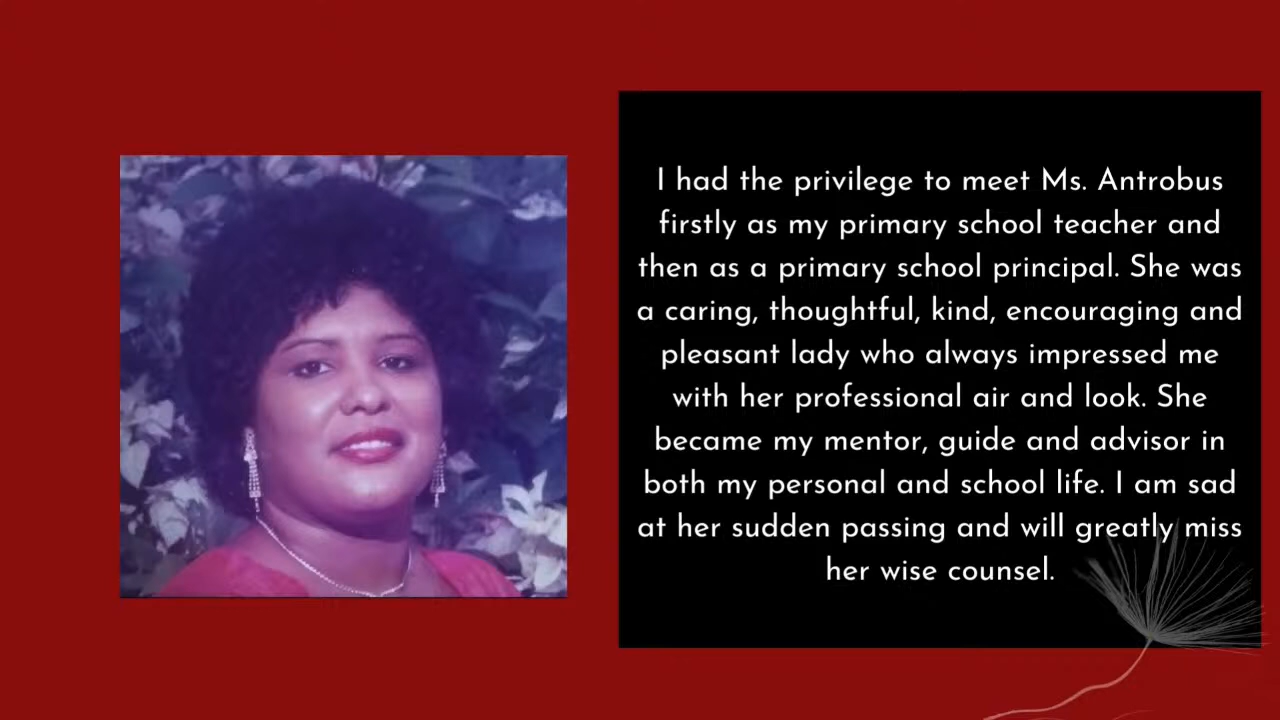 I had the privilege to meet Ms. Antrobus
firstly as my primary school teacher and
then as a primary school principal. She was
a caring, thoughtful, kind, encouraging and
pleasant lady who always impressed me
with her professional air and look. She
became my mentor, guide and advisor in
both my personal and school life. I am sad
at her sudden passing and will greatly miss
her wise counsel.